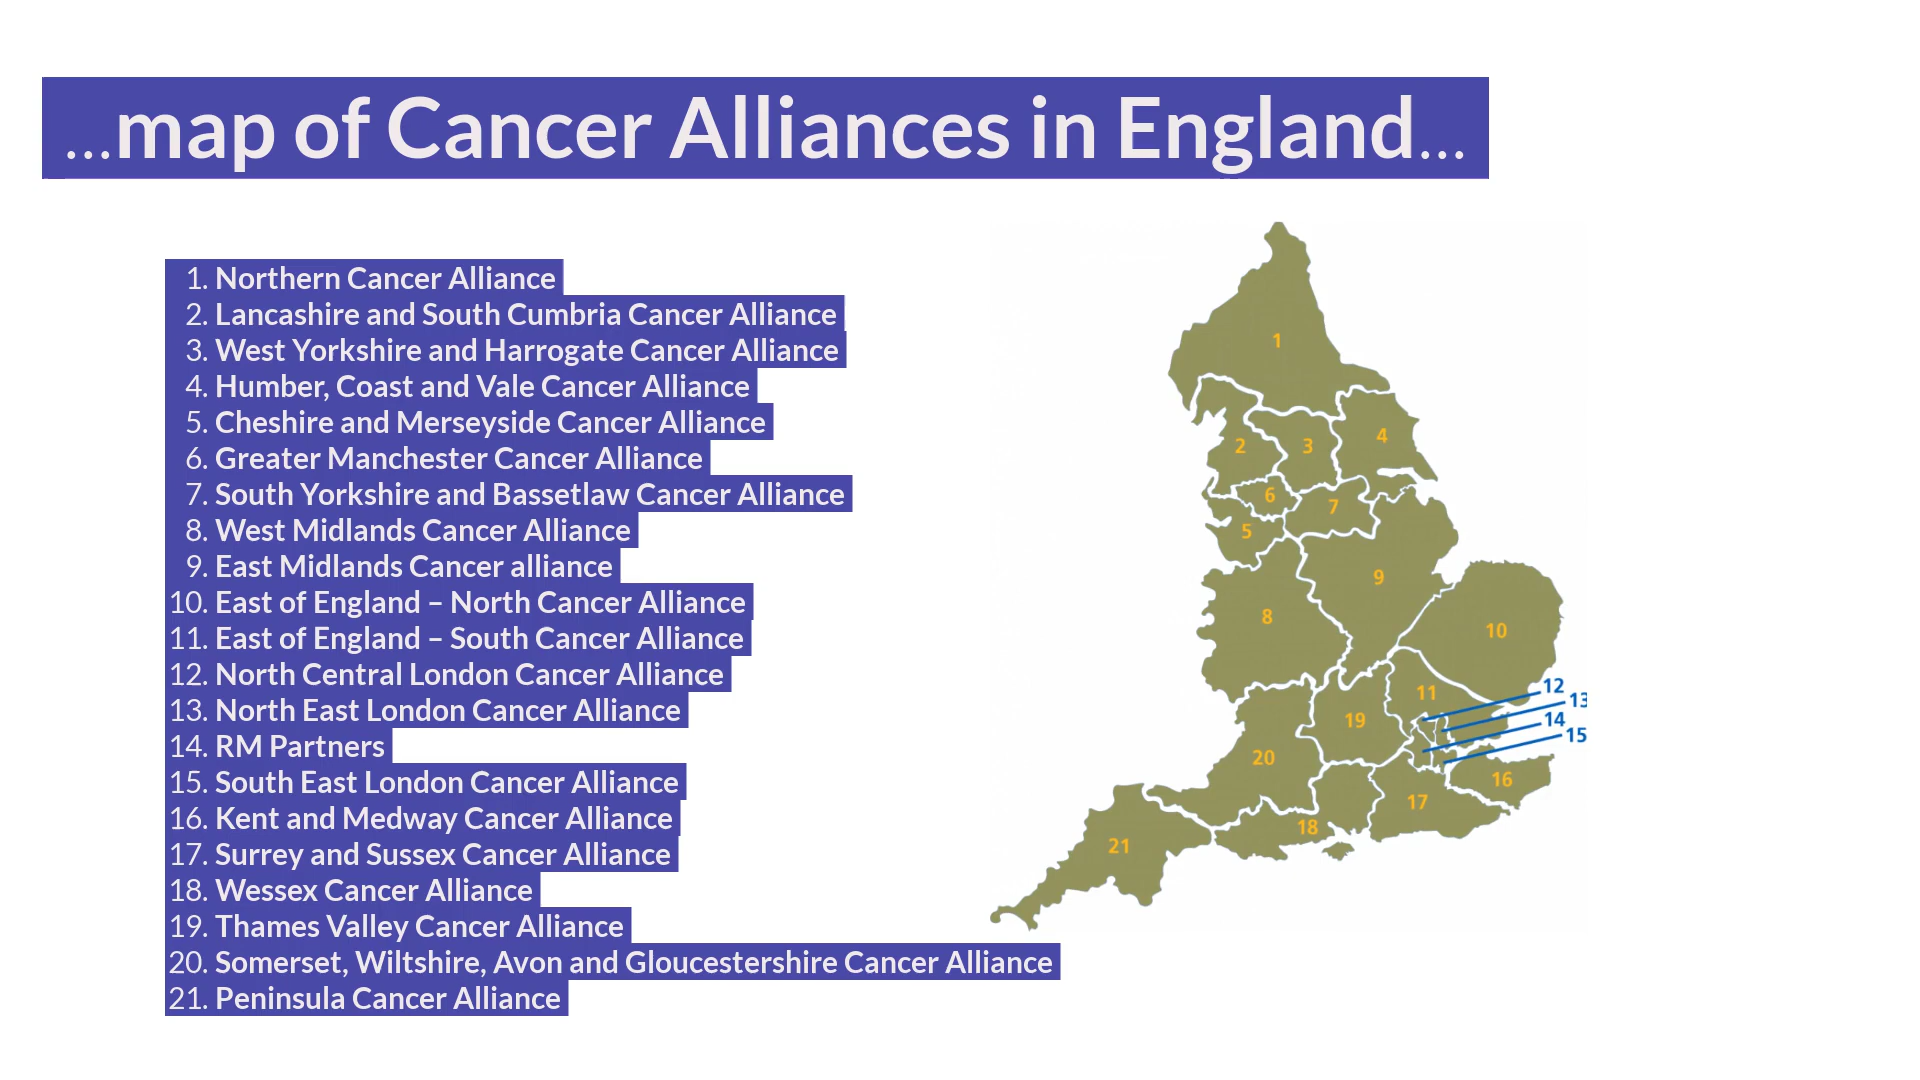 ...map of Cancer Alliances in England...
1. Northern Cancer Alliance
2. Lancashire and South Cumbria Cancer Alliance
3. West Yorkshire and Harrogate Cancer Alliance
4. Humber, Coast and Vale Cancer Alliance
5. Cheshire and Merseyside Cancer Alliance
6. Greater Manchester Cancer Alliance
7. South Yorkshire and Bassetlaw Cancer Alliance
8. West Midlands Cancer Alliance
9. East Midlands Cancer alliance
10. East of England – North Cancer Alliance
11. East of England – South Cancer Alliance
12. North Central London Cancer Alliance
13. North East London Cancer Alliance
14. RM Partners
15. South East London Cancer Alliance
16. Kent and Medway Cancer Alliance
17. Surrey and Sussex Cancer Alliance
18. Wessex Cancer Alliance
19. Thames Valley Cancer Alliance
20. Somerset, Wiltshire, Avon and Gloucestershire Cancer Alliance
21. Peninsula Cancer Alliance
1
2
3
4
6
7
5
9
8
10
11
12
13
14
15
19
20
16
17
18
21